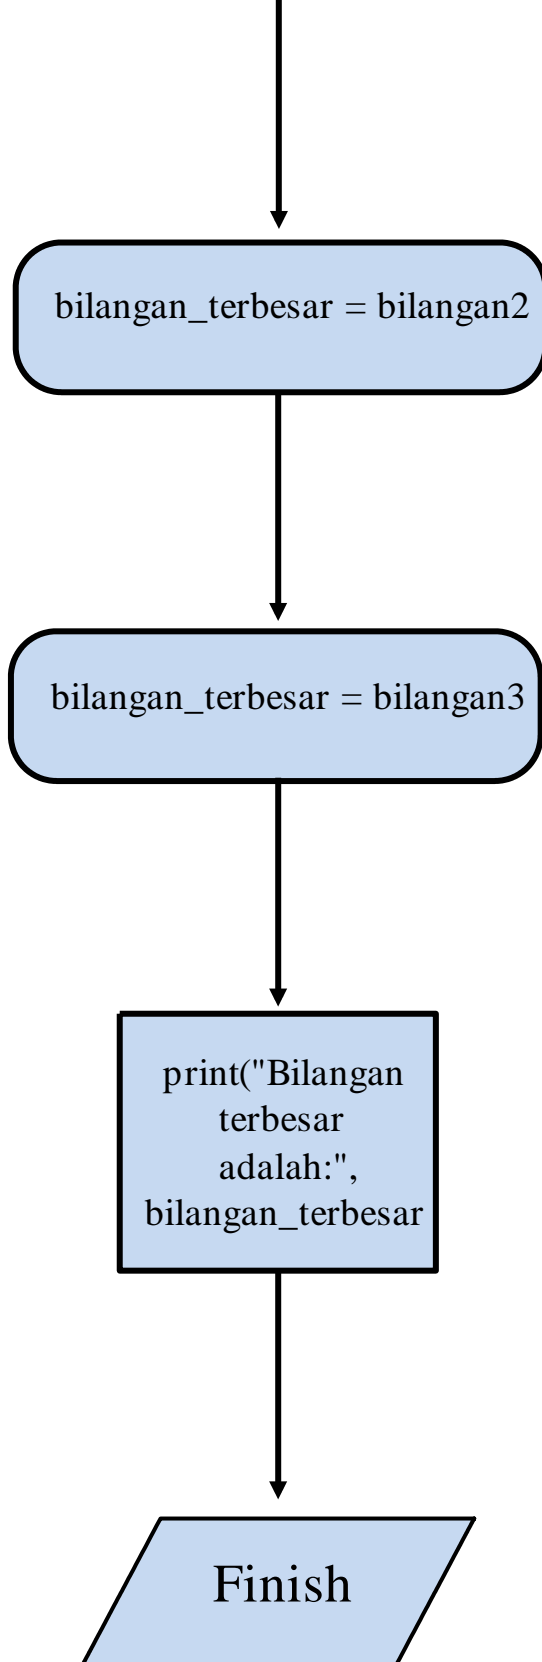 bilangan_terbesar = bilangan2
bilangan_terbesar = bilangan3
print("Bilangan
terbesar
adalah:",
bilangan_terbesar
Finish